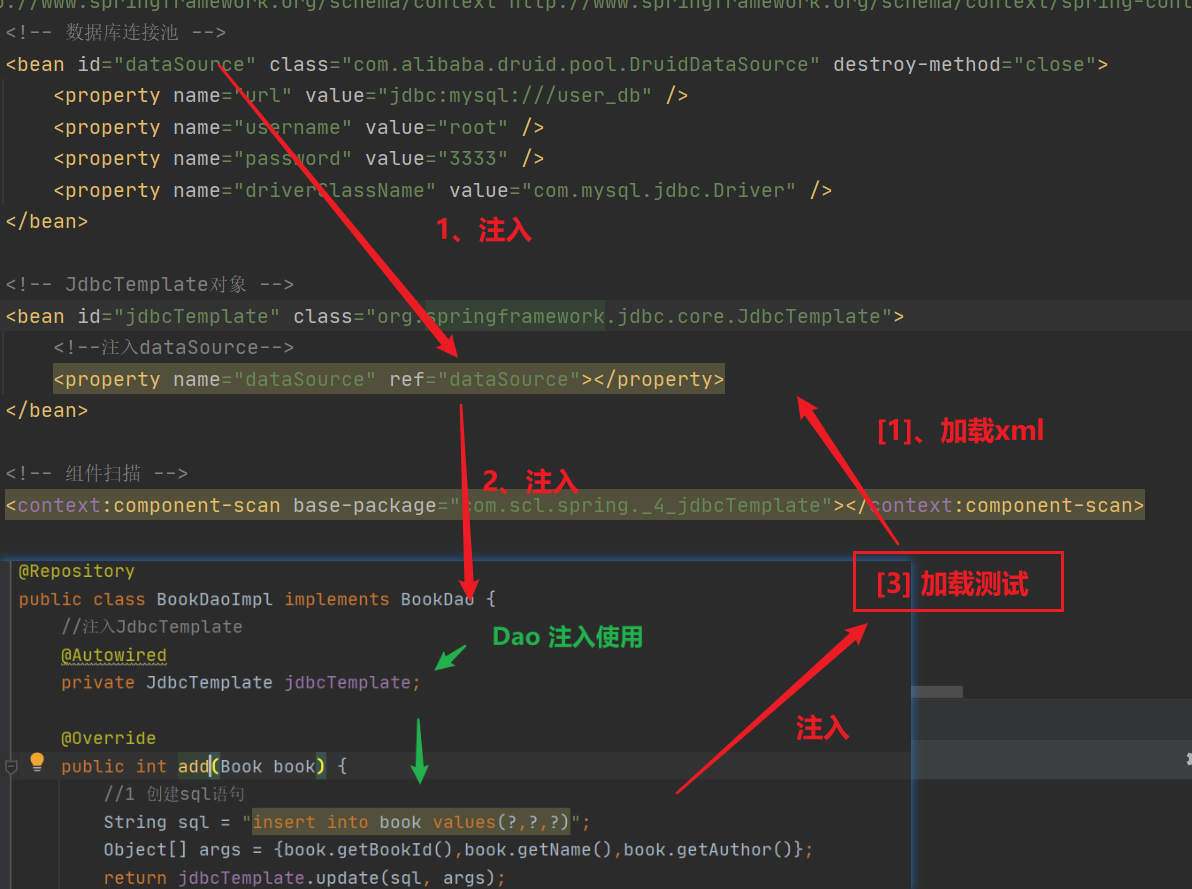 ://www.springframework.org/schema/context http://www.springframework.org/schema/context/spring-cont
<!-- 数据库连接池 -->
<bean id="dataSource" class="com.alibaba.druid.pool.DruidDataSource" destroy-method="close">
<property name="url" value="jdbc:mysql:///user_db" />
<property name="username" value="root" />
<property name="password" value="3333" />
<property name="driverClassName" value="com.mysql.jdbc.Driver" />
</bean>
1、注入
<!-- JdbcTemplate对象 -->
<bean id="jdbcTemplate" class="org.springframework.jdbc.core.JdbcTemplate">
<!--注入dataSource-->
<property name="dataSource" ref="dataSource"></property>
</bean>
[1]、加载xml
<!-- 组件扫描 -->
2、注入
<context:component-scan base-package="com.scl.spring._4_jdbcTemplate"></context:component-scan>
@Repository
[3] 加载测试
public class BookDaoImpl implements BookDao {
//注入JdbcTemplate
Dao 注入使用
@Autowired
private JdbcTemplate jdbcTemplate;
注入
@Override
public int add(Book book) {
//1 创建sql语句
String sql = "insert into book values(?,?,?)";
Object[] args = {book.getBookId(),book.getName(),book.getAuthor()};
return jdbcTemplate.update(sql, args);